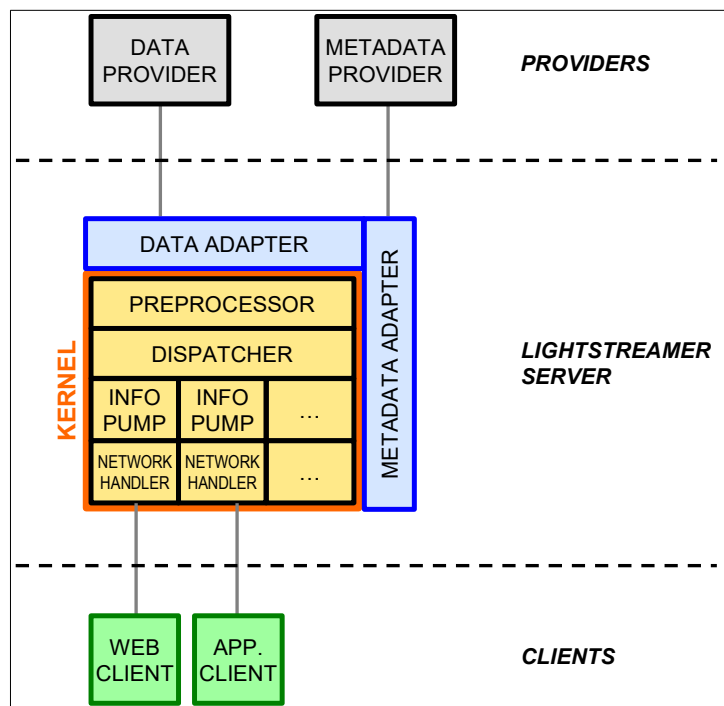 DATA
PROVIDER
METADATA
PROVIDER
PROVIDERS
DATA ADAPTER
METADATA ADAPTER
KERNEL
PREPROCESSOR
DISPATCHER
INFO
PUMP
INFO
PUMP
...
NETWORK
HANDLER
NETWORK
HANDLER
...
LIGHTSTREAMER
SERVER
WEB
CLIENT
APP.
CLIENT
CLIENTS